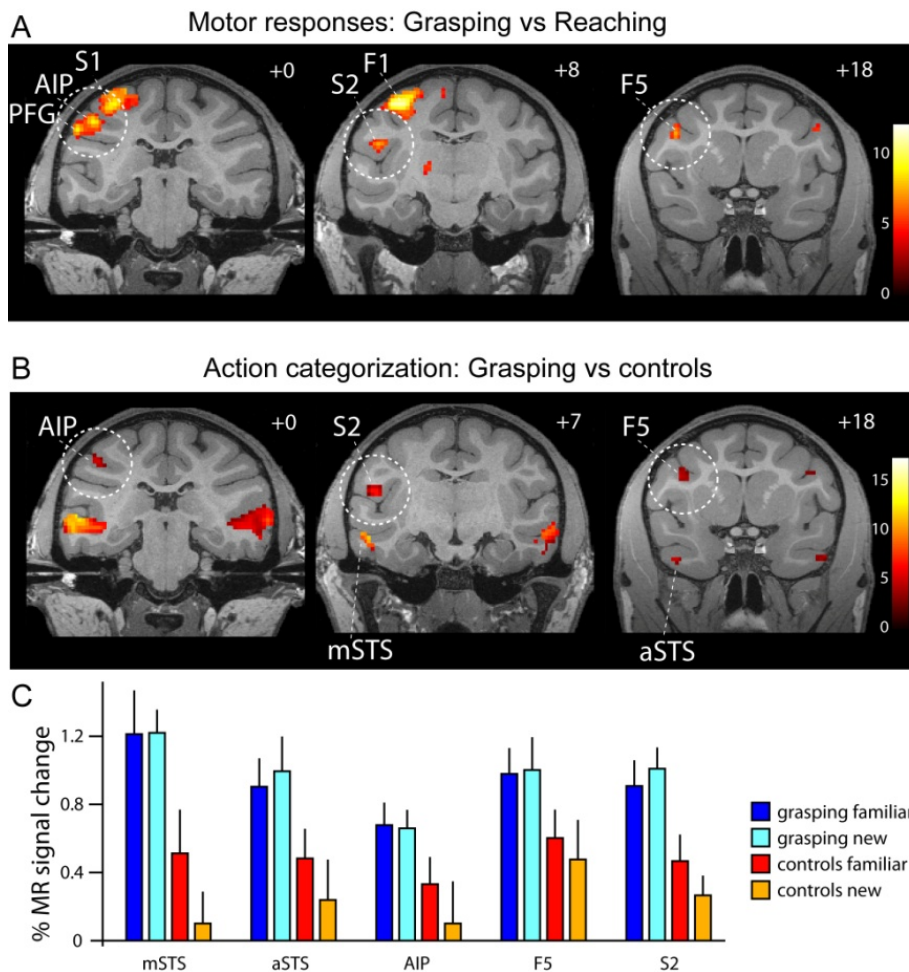 A
Motor responses: Grasping vs Reaching
S1
AIP
PFG
+0
F1
S2
+8
F5
+18
10
5
0
B
Action categorization: Grasping vs controls
AIP
+0
S2
+7
F5
+18
15
10
5
0
mSTS
aSTS
C
% MR signal change
1.2
0.8
0.4
0
mSTS
aSTS
AIP
F5
S2
grasping familiar
grasping new
controls familiar
controls new